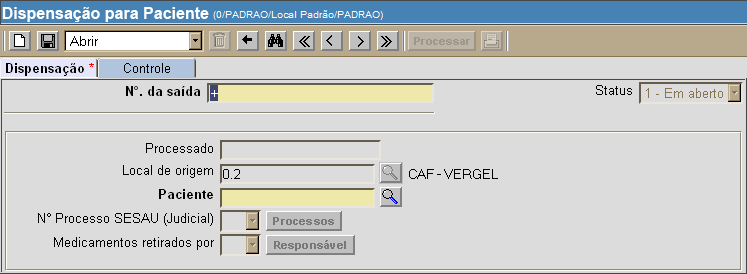 Dispensação para Paciente (0/PADRAO/Local Padrão/PADRAO)
Abrir Processar
Dispensação * Controle
N°. da saída + Status 1 - Em aberto
Processado
Local de origem 0.2 CAF - VERGEL
Paciente
N° Processo SESAU (Judicial) Processos
Medicamentos retirados por Responsável